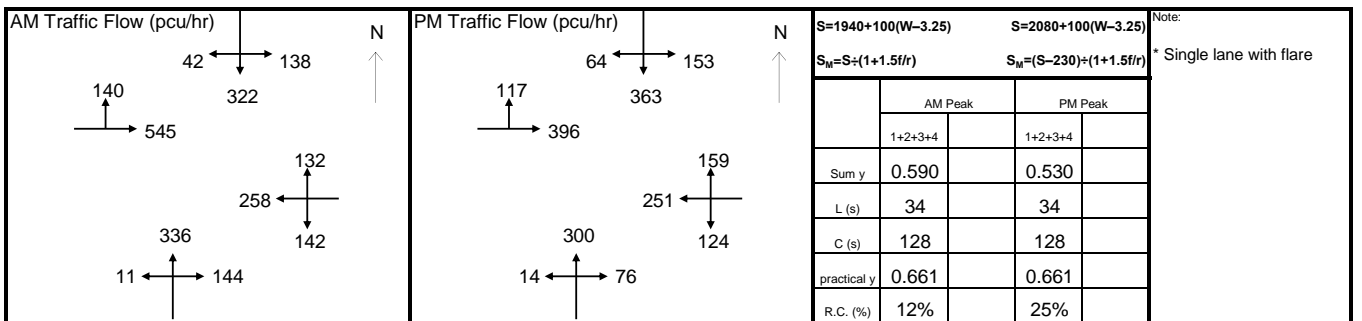 AM Traffic Flow (pcu/hr)
N
42
138
322
140
545
132
258
142
336
11
144
PM Traffic Flow (pcu/hr)
N
64
153
363
117
396
159
251
124
300
14
76
S=1940+100(W–3.25) S=2080+100(W–3.25)
S_M=S÷(1+1.5f/r) S_M=(S–230)÷(1+1.5f/r)
AM Peak PM Peak
1+2+3+4 1+2+3+4
Sum y 0.590 0.530
L (s) 34 34
C (s) 128 128
practical y 0.661 0.661
R.C. (%) 12% 25%
Note:
* Single lane with flare